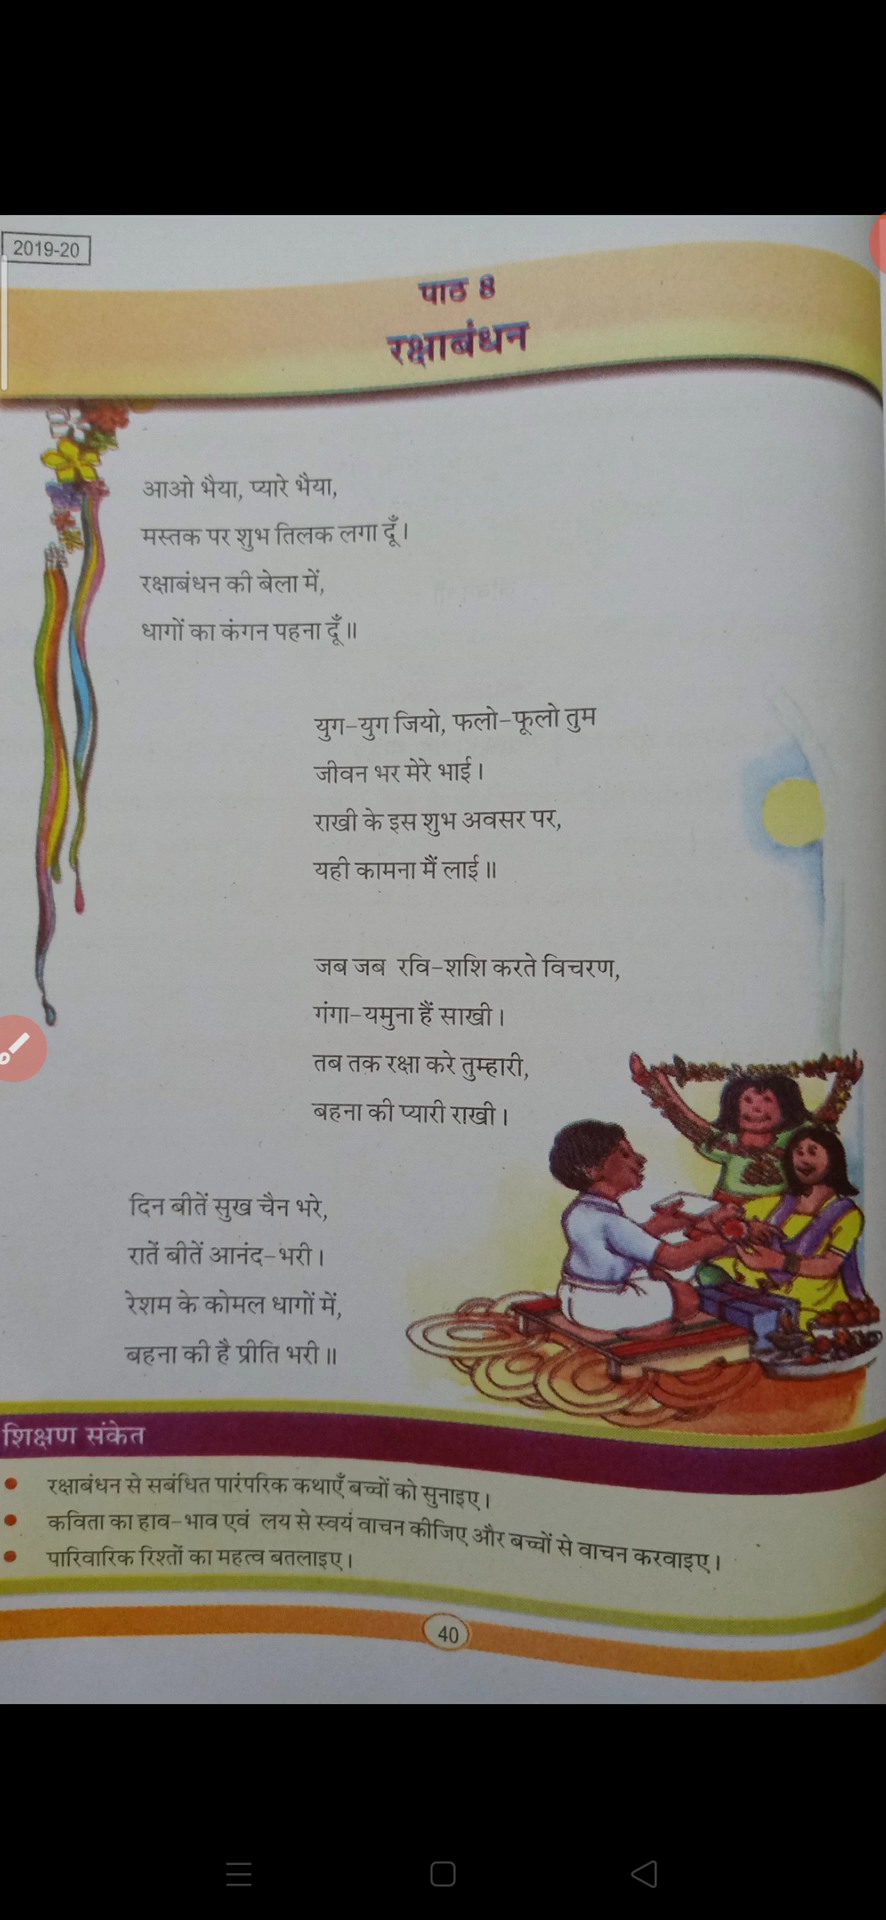 2019-20
पाठ 8
रक्षाबंधन
आओ भैया, प्यारे भैया,
मस्तक पर शुभ तिलक लगा दूँ।
रक्षाबंधन की बेला में,
धागों का कंगन पहना दूँ॥
युग-युग जियो, फलो-फूलो तुम
जीवन भर मेरे भाई।
राखी के इस शुभ अवसर पर,
यही कामना मैं लाई॥
जब जब रवि-शशि करते विचरण,
गंगा-यमुना हैं साखी।
तब तक रक्षा करे तुम्हारी,
बहना की प्यारी राखी।
दिन बीतें सुख चैन भरे,
रातें बीतें आनंद-भरी।
रेशम के कोमल धागों में,
बहना की है प्रीति भरी॥
शिक्षण संकेत
• रक्षाबंधन से सबंधित पारंपरिक कथाएँ बच्चों को सुनाइए।
• कविता का हाव-भाव एवं लय से स्वयं वाचन कीजिए और बच्चों से वाचन करवाइए।
• पारिवारिक रिश्तों का महत्व बतलाइए।
40